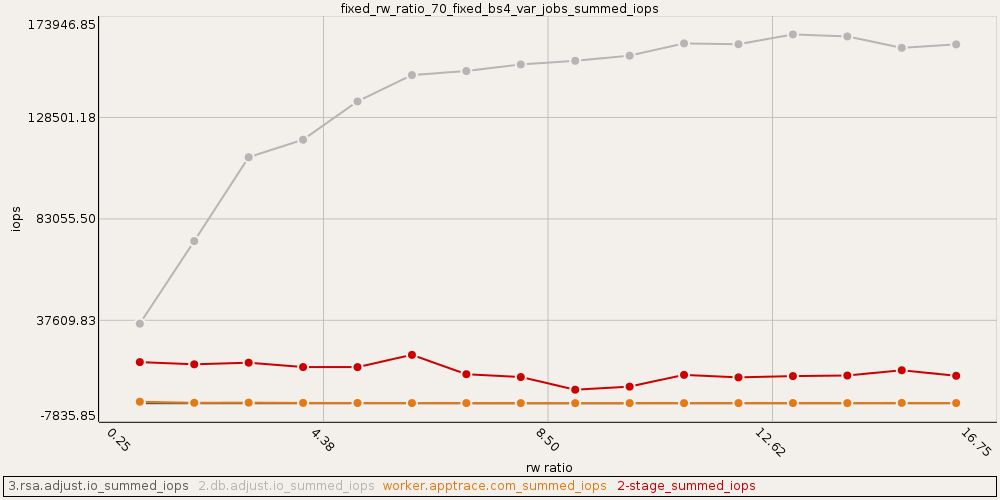 fixed_rw_ratio_70_fixed_bs4_var_jobs_summed_iops
173946.85
128501.18
83055.50
37609.83
-7835.85
iops
0.25
4.38
8.50
12.62
16.75
rw ratio
3.rsa.adjust.io_summed_iops 2.db.adjust.io_summed_iops worker.apptrace.com_summed_iops 2-stage_summed_iops